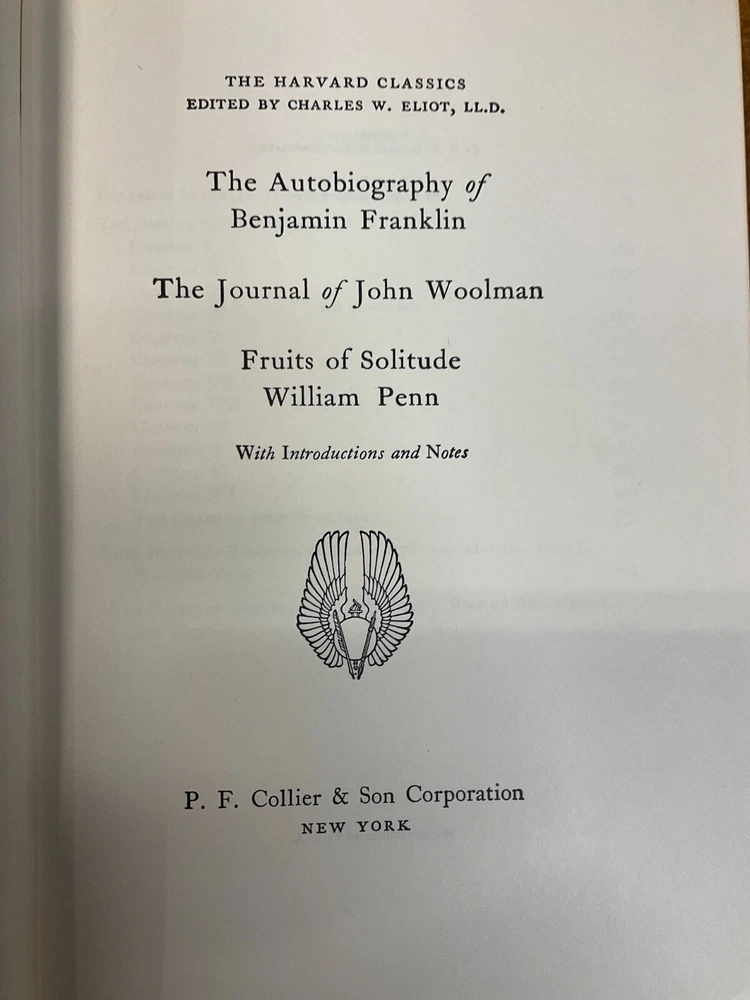 THE HARVARD CLASSICS
EDITED BY CHARLES W. ELIOT, LL.D.
The Autobiography of
Benjamin Franklin
The Journal of John Woolman
Fruits of Solitude
William Penn
With Introductions and Notes
P. F. Collier & Son Corporation
NEW YORK